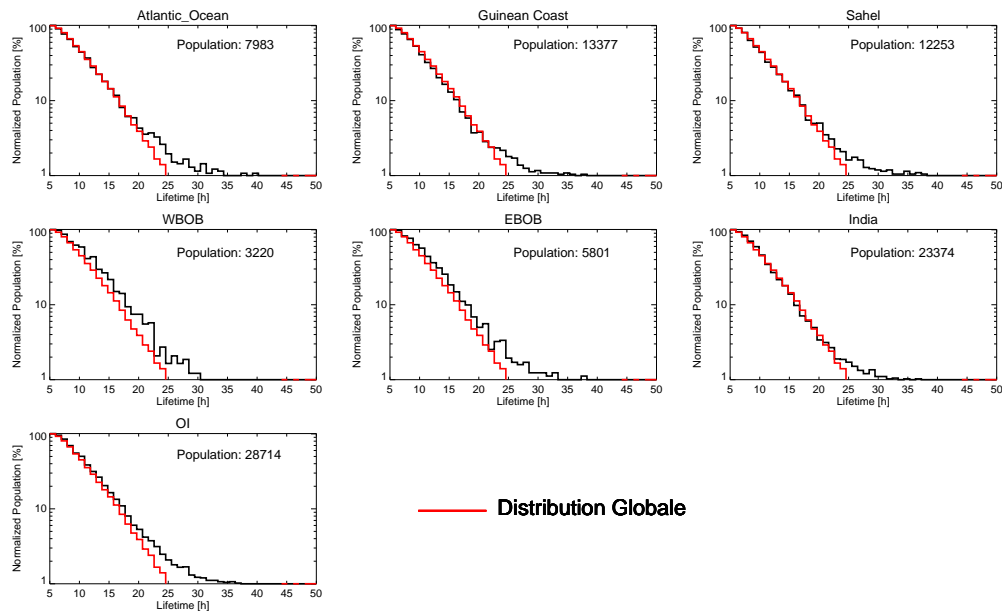 Atlantic_Ocean
Population: 7983
Normalized Population [%]
100
10
1
5 10 15 20 25 30 35 40 45 50
Lifetime [h]
Guinean Coast
Population: 13377
Normalized Population [%]
100
10
1
5 10 15 20 25 30 35 40 45 50
Lifetime [h]
Sahel
Population: 12253
Normalized Population [%]
100
10
1
5 10 15 20 25 30 35 40 45 50
Lifetime [h]
WBOB
Population: 3220
Normalized Population [%]
100
10
1
5 10 15 20 25 30 35 40 45 50
Lifetime [h]
EBOB
Population: 5801
Normalized Population [%]
100
10
1
5 10 15 20 25 30 35 40 45 50
Lifetime [h]
India
Population: 23374
Normalized Population [%]
100
10
1
5 10 15 20 25 30 35 40 45 50
Lifetime [h]
OI
Population: 28714
Normalized Population [%]
100
10
1
5 10 15 20 25 30 35 40 45 50
Lifetime [h]
Distribution Globale